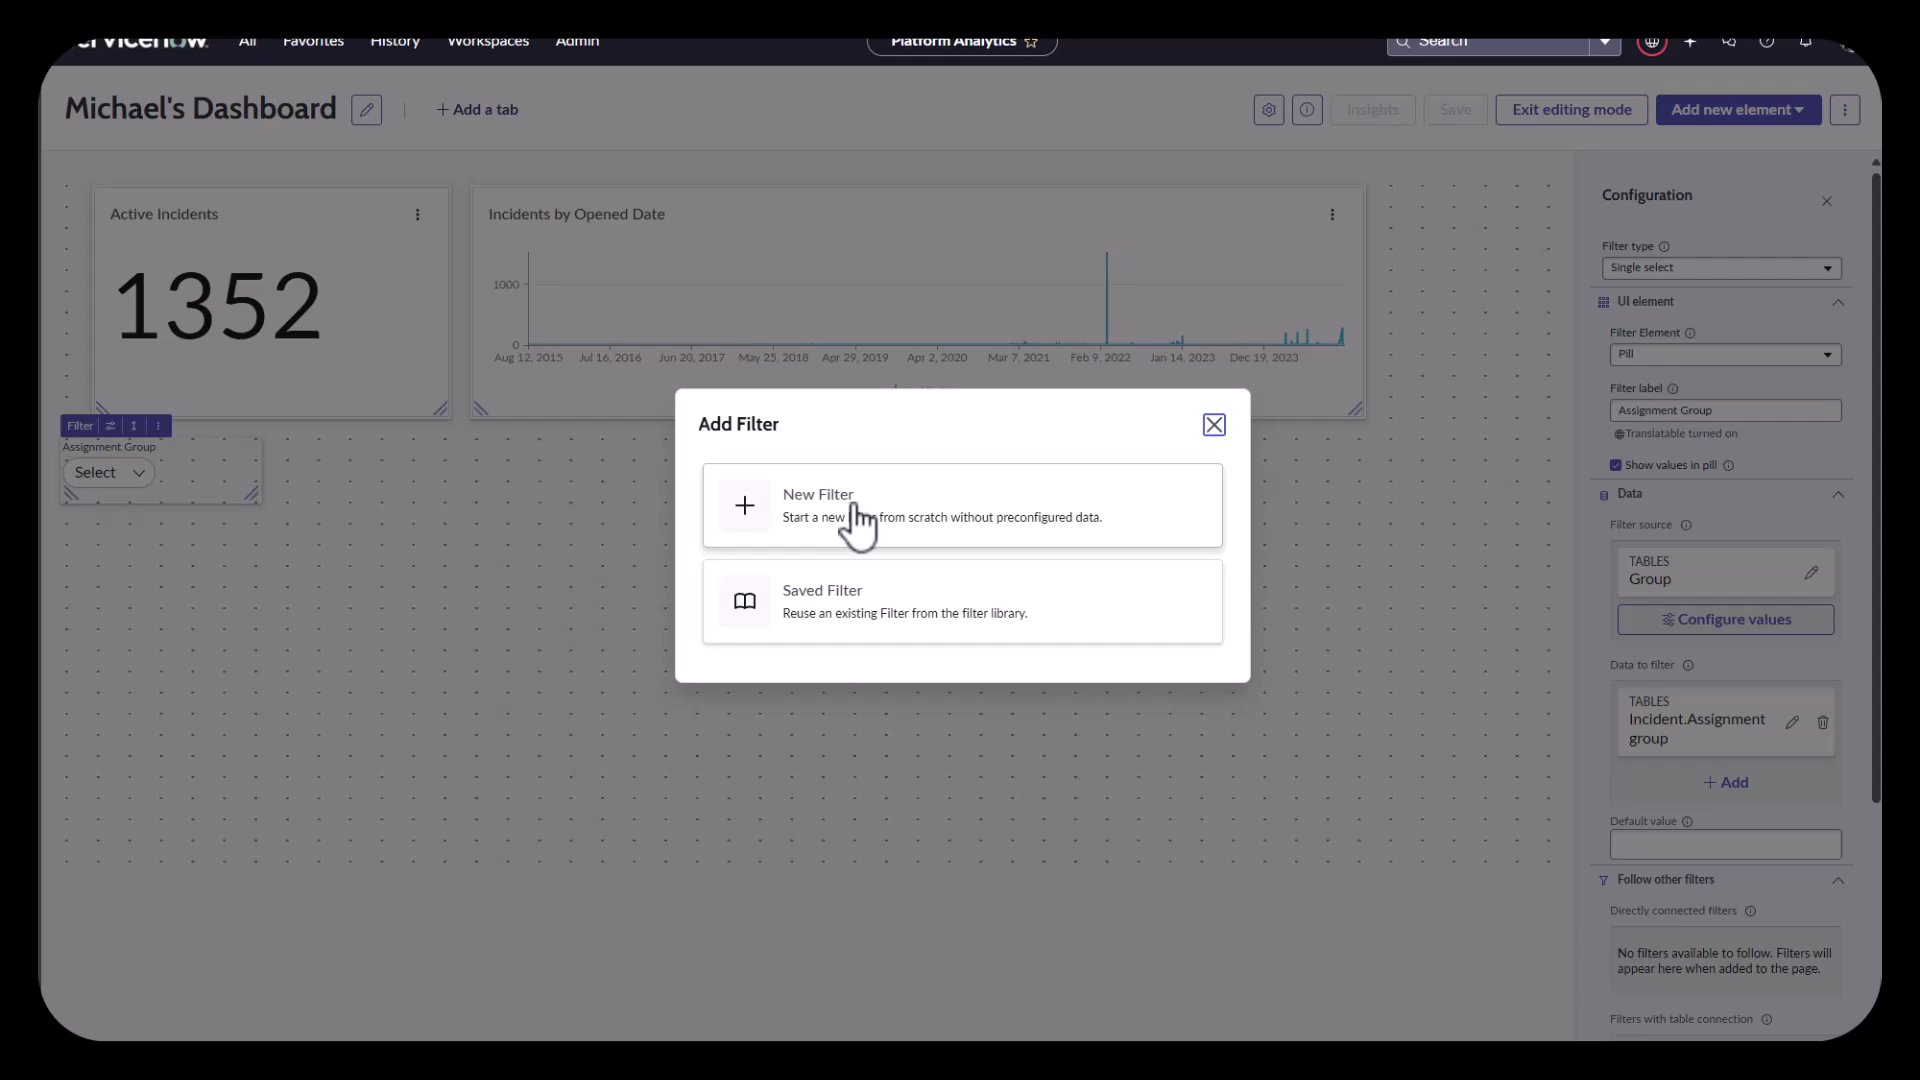 servicenow.
All
Favorites
History
Workspaces
Admin
Platform Analytics
Search
Michael's Dashboard
+ Add a tab
Insights
Save
Exit editing mode
Add new element
Active Incidents
1352
Incidents by Opened Date
1000
0
Aug 12, 2015
Jul 16, 2016
Jun 20, 2017
May 25, 2018
Apr 29, 2019
Apr 2, 2020
Mar 7, 2021
Feb 9, 2022
Jan 14, 2023
Dec 19, 2023
Filter
Assignment Group
Select
Add Filter
New Filter
Start a new from scratch without preconfigured data.
Saved Filter
Reuse an existing Filter from the filter library.
Configuration
Filter type
Single select
UI element
Filter Element
Pill
Filter label
Assignment Group
Translatable turned on
Show values in pill
Data
Filter source
TABLES
Group
Configure values
Data to filter
TABLES
Incident.Assignment
group
+ Add
Default value
Follow other filters
Directly connected filters
No filters available to follow. Filters will
appear here when added to the page.
Filters with table connection